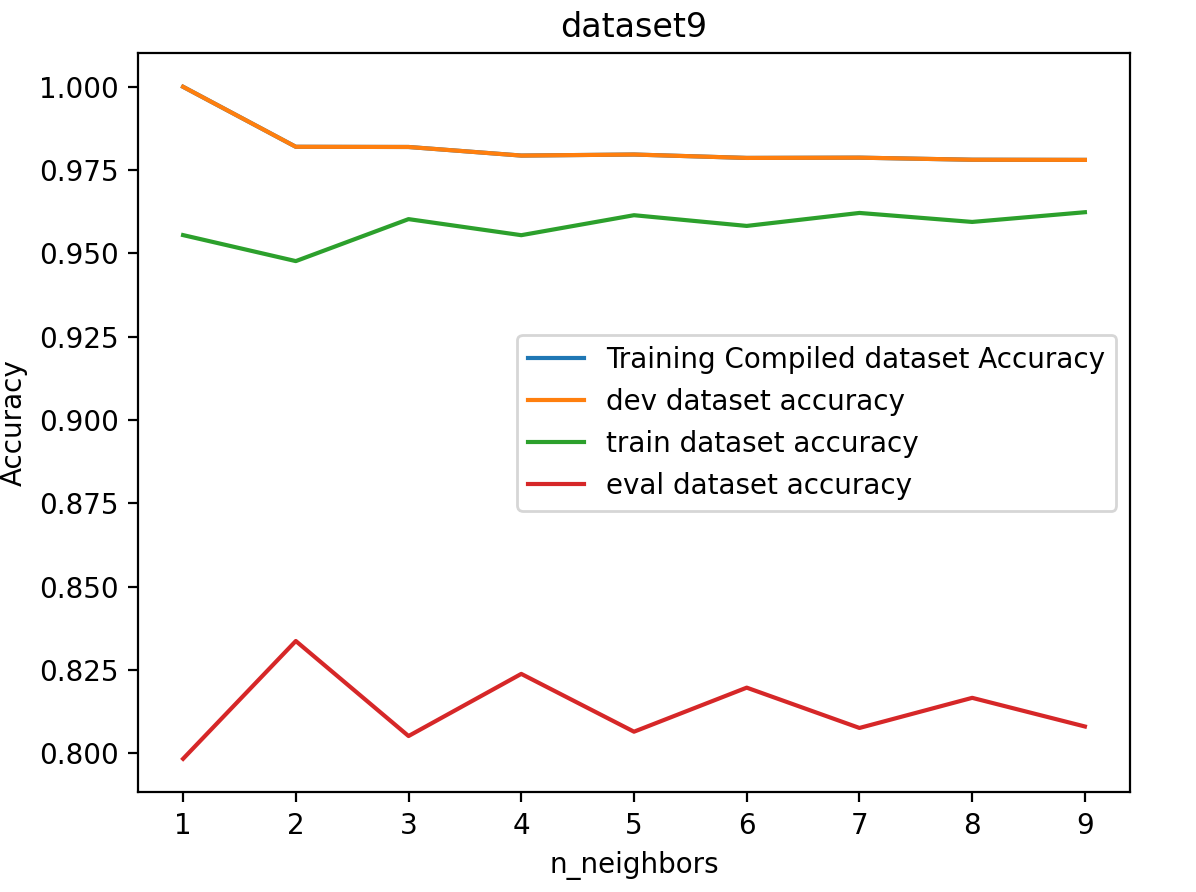 dataset9
1.000
0.975
0.950
0.925
0.900
0.875
0.850
0.825
0.800
Accuracy
Training Compiled dataset Accuracy
dev dataset accuracy
train dataset accuracy
eval dataset accuracy
1 2 3 4 5 6 7 8 9
n_neighbors